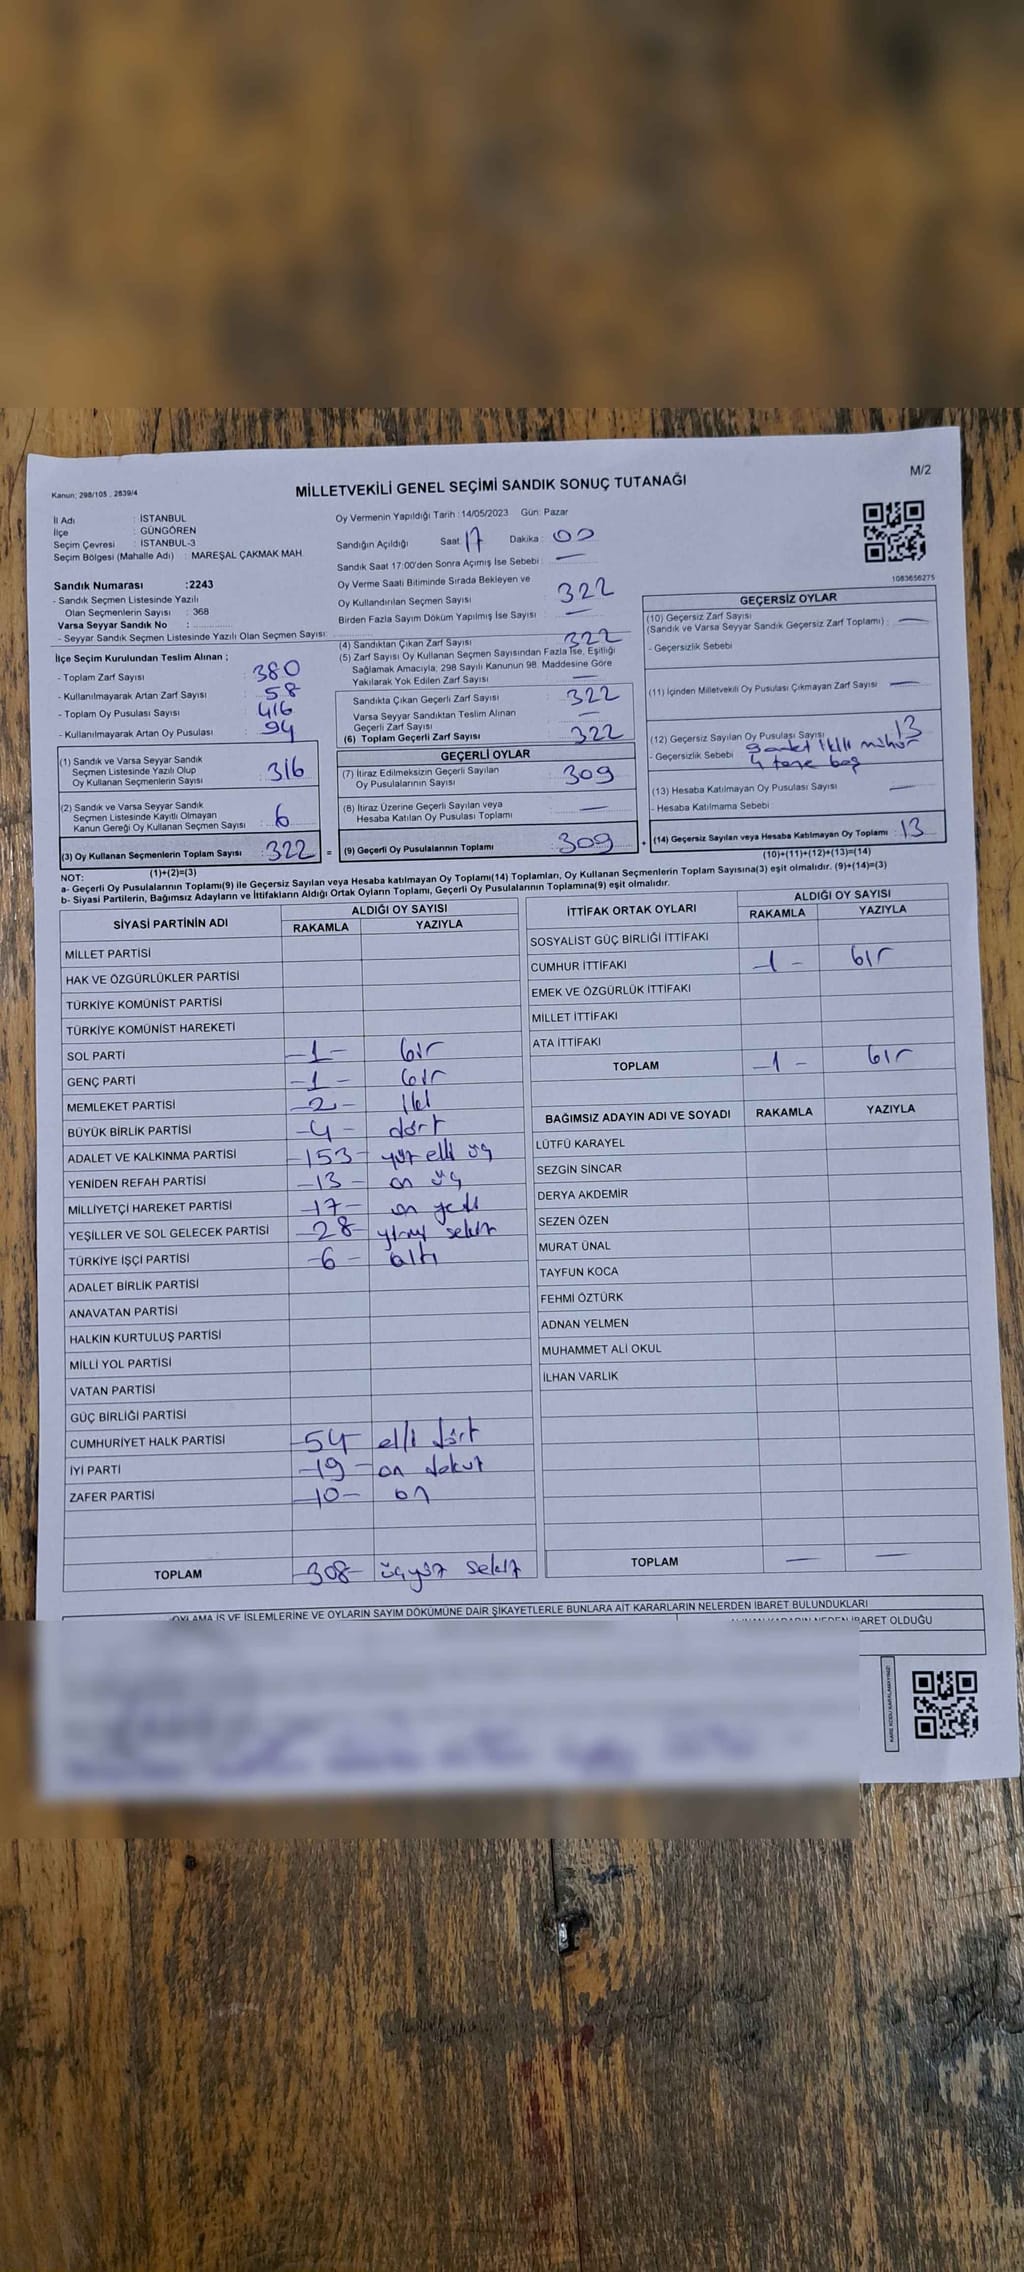 Kanun; 298/105 , 2839/4
MİLLETVEKİLİ GENEL SEÇİMİ SANDIK SONUÇ TUTANAĞI
M/2
İl Adı : İSTANBUL
İlçe : GÜNGÖREN
Seçim Çevresi : İSTANBUL-3
Seçim Bölgesi (Mahalle Adı) : MAREŞAL ÇAKMAK MAH.
Sandık Numarası :2243
- Sandık Seçmen Listesinde Yazılı
Olan Seçmenlerin Sayısı : 368
Varsa Seyyar Sandık No : ................
- Seyyar Sandık Seçmen Listesinde Yazılı Olan Seçmen Sayısı: ................
Oy Vermenin Yapıldığı Tarih : 14/05/2023 Gün: Pazar
Sandığın Açıldığı Saat: 17 Dakika : 00
Sandık Saat 17:00'den Sonra Açımış İse Sebebi : —
Oy Verme Saati Bitiminde Sırada Bekleyen ve
Oy Kullandırılan Seçmen Sayısı : 322
Birden Fazla Sayım Döküm Yapılmış İse Sayısı : —
1083656275
İlçe Seçim Kurulundan Teslim Alınan ;
- Toplam Zarf Sayısı : 380
- Kullanılmayarak Artan Zarf Sayısı : 58
- Toplam Oy Pusulası Sayısı : 416
- Kullanılmayarak Artan Oy Pusulası : 94
(1) Sandık ve Varsa Seyyar Sandık
Seçmen Listesinde Yazılı Olup
Oy Kullanan Seçmenlerin Sayısı : 316
(2) Sandık ve Varsa Seyyar Sandık
Seçmen Listesinde Kayıtlı Olmayan
Kanun Gereği Oy Kullanan Seçmen Sayısı : 6
(3) Oy Kullanan Seçmenlerin Toplam Sayısı : 322 =
(1)+(2)=(3)
(4) Sandıktan Çıkan Zarf Sayısı : 322
(5) Zarf Sayısı Oy Kullanan Seçmen Sayısından Fazla İse, Eşitliği
Sağlamak Amacıyla; 298 Sayılı Kanunun 98. Maddesine Göre
Yakılarak Yok Edilen Zarf Sayısı : —
Sandıkta Çıkan Geçerli Zarf Sayısı : 322
Varsa Seyyar Sandıktan Teslim Alınan
Geçerli Zarf Sayısı : —
(6) Toplam Geçerli Zarf Sayısı : 322
GEÇERLİ OYLAR
(7) İtiraz Edilmeksizin Geçerli Sayılan
Oy Pusulalarının Sayısı : 309
(8) İtiraz Üzerine Geçerli Sayılan veya
Hesaba Katılan Oy Pusulası Toplamı : —
(9) Geçerli Oy Pusulalarının Toplamı : 309 +
GEÇERSİZ OYLAR
(10) Geçersiz Zarf Sayısı
(Sandık ve Varsa Seyyar Sandık Geçersiz Zarf Toplamı) : —
- Geçersizlik Sebebi
(11) İçinden Milletvekili Oy Pusulası Çıkmayan Zarf Sayısı : —
(12) Geçersiz Sayılan Oy Pusulası Sayısı : 13
- Geçersizlik Sebebi 9 adet ikili mühür
4 tane boş
(13) Hesaba Katılmayan Oy Pusulası Sayısı : —
- Hesaba Katılmama Sebebi
(14) Geçersiz Sayılan veya Hesaba Katılmayan Oy Toplamı : 13
(10)+(11)+(12)+(13)=(14)
NOT:
a- Geçerli Oy Pusulalarının Toplamı(9) ile Geçersiz Sayılan veya Hesaba katılmayan Oy Toplamı(14) Toplamları, Oy Kullanan Seçmenlerin Toplam Sayısına(3) eşit olmalıdır. (9)+(14)=(3)
b- Siyasi Partilerin, Bağımsız Adayların ve İttifakların Aldığı Ortak Oyların Toplamı, Geçerli Oy Pusulalarının Toplamına(9) eşit olmalıdır.
SİYASİ PARTİNİN ADI ALDIĞI OY SAYISI
RAKAMLA YAZIYLA
MİLLET PARTİSİ
HAK VE ÖZGÜRLÜKLER PARTİSİ
TÜRKİYE KOMÜNİST PARTİSİ
TÜRKİYE KOMÜNİST HAREKETİ
SOL PARTİ -1- bir
GENÇ PARTİ -1- bir
MEMLEKET PARTİSİ -2- iki
BÜYÜK BİRLİK PARTİSİ -4- dört
ADALET VE KALKINMA PARTİSİ -153- yüz elli üç
YENİDEN REFAH PARTİSİ -13- on üç
MİLLİYETÇİ HAREKET PARTİSİ -17- on yedi
YEŞİLLER VE SOL GELECEK PARTİSİ -28- yirmi sekiz
TÜRKİYE İŞÇİ PARTİSİ -6- altı
ADALET BİRLİK PARTİSİ
ANAVATAN PARTİSİ
HALKIN KURTULUŞ PARTİSİ
MİLLİ YOL PARTİSİ
VATAN PARTİSİ
GÜÇ BİRLİĞİ PARTİSİ
CUMHURİYET HALK PARTİSİ -54- elli dört
İYİ PARTİ -19- on dokuz
ZAFER PARTİSİ -10- on
TOPLAM -308- üçyüz sekiz
İTTİFAK ORTAK OYLARI ALDIĞI OY SAYISI
RAKAMLA YAZIYLA
SOSYALİST GÜÇ BİRLİĞİ İTTİFAKI
CUMHUR İTTİFAKI -1- bir
EMEK VE ÖZGÜRLÜK İTTİFAKI
MİLLET İTTİFAKI
ATA İTTİFAKI
TOPLAM -1- bir
BAĞIMSIZ ADAYIN ADI VE SOYADI RAKAMLA YAZIYLA
LÜTFÜ KARAYEL
SEZGİN SİNCAR
DERYA AKDEMİR
SEZEN ÖZEN
MURAT ÜNAL
TAYFUN KOCA
FEHMİ ÖZTÜRK
ADNAN YELMEN
MUHAMMET ALİ OKUL
İLHAN VARLIK
TOPLAM — —
OYLAMA İŞ VE İŞLEMLERİNE VE OYLARIN SAYIM DÖKÜMÜNE DAİR ŞİKAYETLERLE BUNLARA AİT KARARLARIN NELERDEN İBARET BULUNDUKLARI
NEDEN İBARET OLDUĞU
KARE KODU KARALAMAYINIZ!